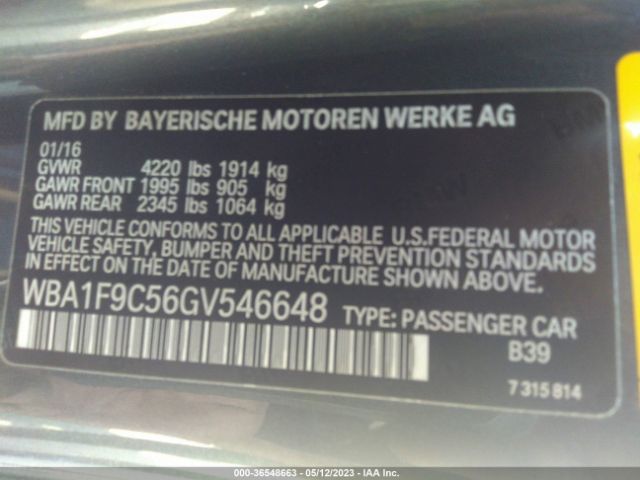 MFD BY BAYERISCHE MOTOREN WERKE AG
01/16
GVWR 4220 lbs 1914 kg
GAWR FRONT 1995 lbs 905 kg
GAWR REAR 2345 lbs 1064 kg
THIS VEHICLE CONFORMS TO ALL APPLICABLE U.S.FEDERAL MOTOR
VEHICLE SAFETY, BUMPER AND THEFT PREVENTION STANDARDS
IN EFFECT ON THE DATE OF MANUFACTURE SHOWN ABOVE.
WBA1F9C56GV546648 TYPE: PASSENGER CAR
B39
7 315 814
000-36548663 - 05/12/2023 - IAA Inc.